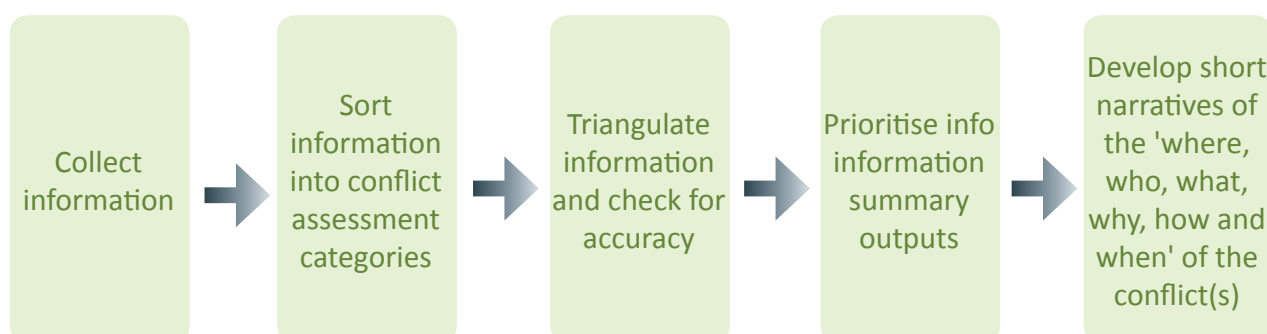 Collect
information
Sort
information
into conflict
assessment
categories
Triangulate
information
and check for
accuracy
Prioritise info
information
summary
outputs
Develop short
narratives of
the 'where,
who, what,
why, how and
when' of the
conflict(s)